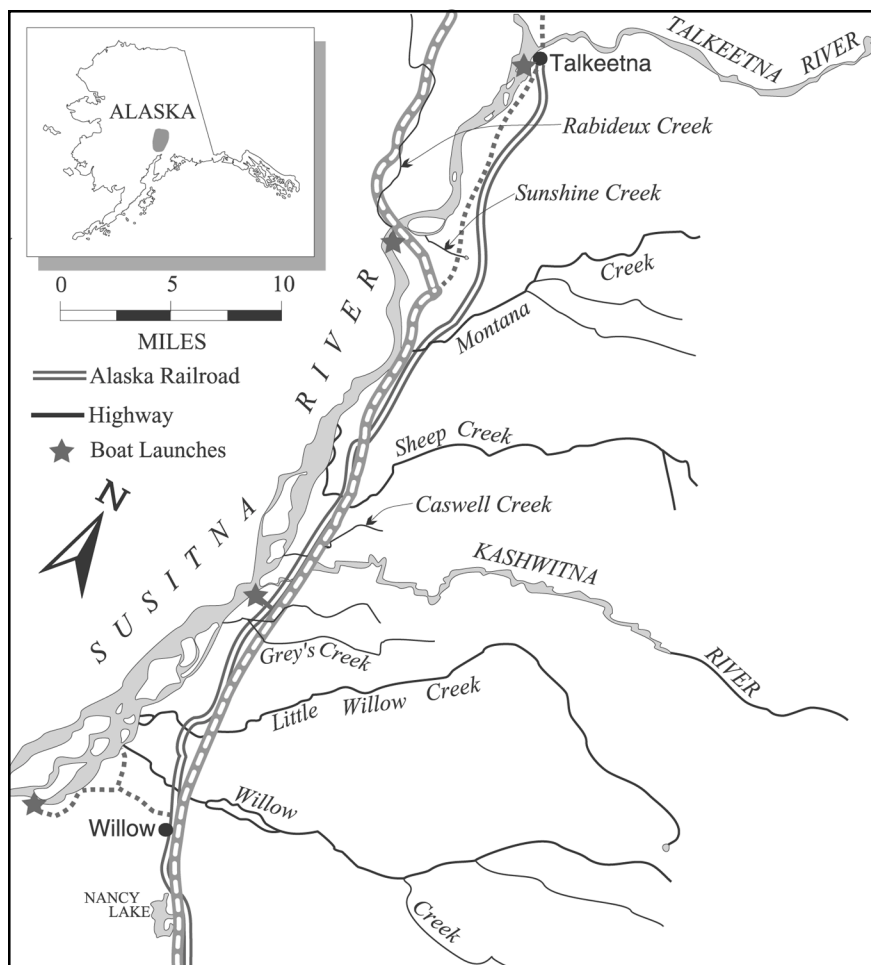 ALASKA
0 5 10
MILES
Alaska Railroad
Highway
Boat Launches
N
TALKEETNA
RIVER
Talkeetna
Rabideux Creek
Sunshine Creek
Creek
Montana
SUSITNA RIVER
Sheep Creek
Caswell Creek
KASHWITNA
RIVER
Grey's Creek
Little Willow Creek
Willow
Creek
Willow
NANCY
LAKE